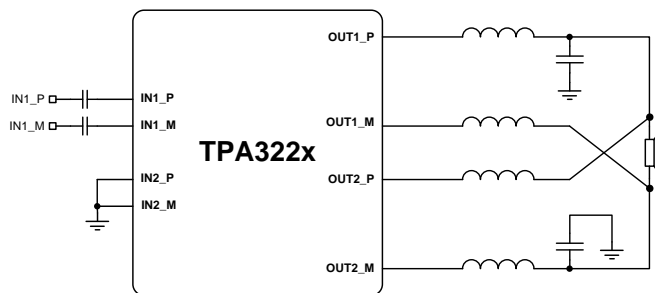 OUT1_P
IN1_P
IN1_P
IN1_M
IN1_M
OUT1_M
TPA322x
IN2_P
OUT2_P
IN2_M
OUT2_M